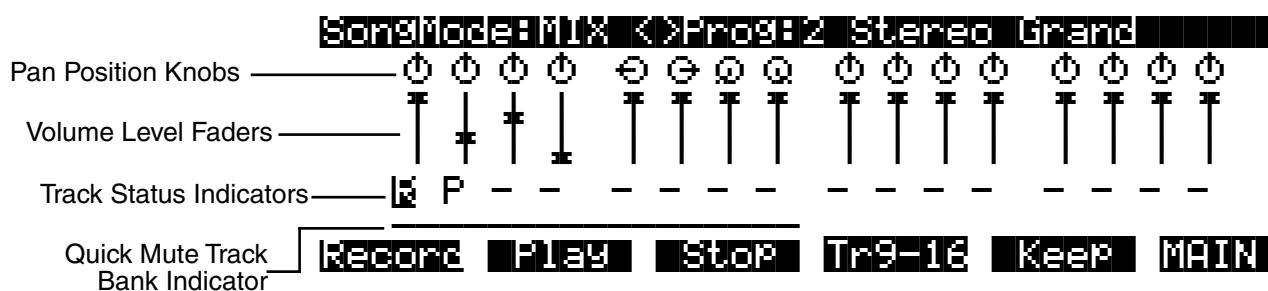 SongMode:MIX <>Prog:2 Stereo Grand
Pan Position Knobs
Volume Level Faders
Track Status Indicators
R P – – – – – – – – – – – – – –
Quick Mute Track
Bank Indicator
Record Play Stop Tr9-16 Keep MAIN